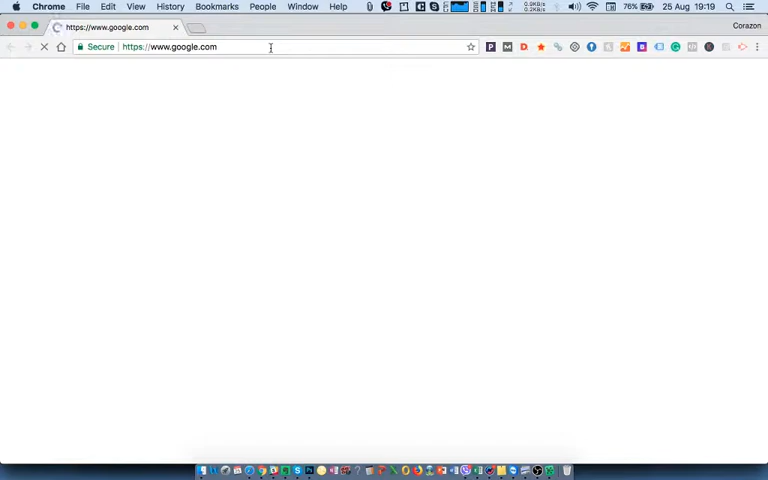 Chrome File Edit View History Bookmarks People Window Help 76% 25 Aug 19:19
https://www.google.com
Corazon
Secure https://www.google.com